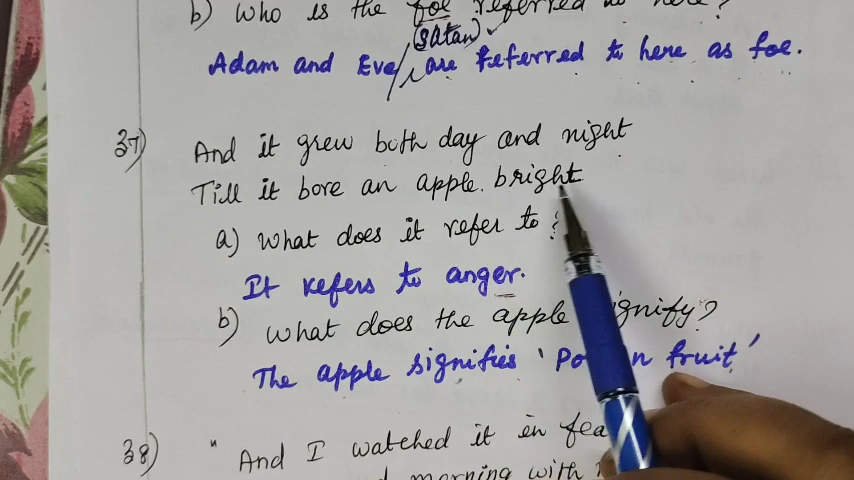 b) Who is the foe referred to here?
(Satan)
Adam and Eve/ are referred to here as foe.
37) And it grew both day and night
Till it bore an apple bright
a) What does it refer to?
It refers to anger.
b) What does the apple signify?
The apple signifies 'Poison fruit'
38) "And I watched it in
morning with